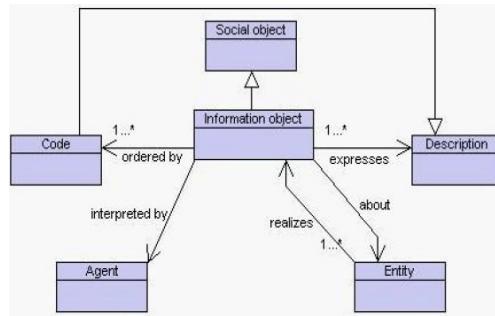 Social object
Information object
1...*
1...*
Code
ordered by
expresses
Description
interpreted by
about
realizes
1...*
Agent
Entity